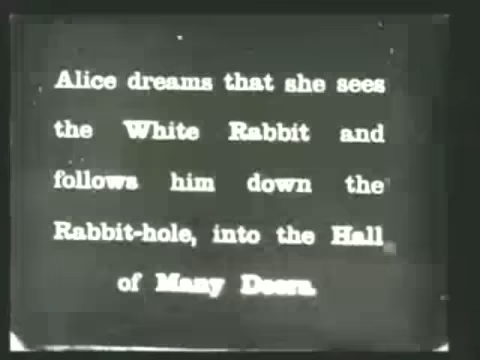 Alice dreams that she sees
the White Rabbit and
follows him down the
Rabbit-hole, into the Hall
of Many Doors.